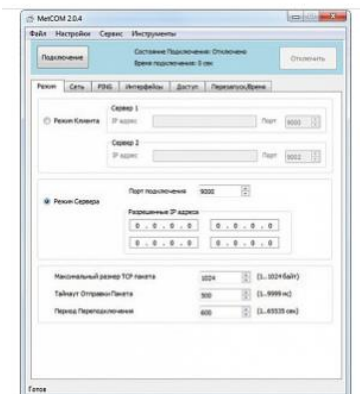 MetCOM 2.0.4
Файл Настройки Сервис Инструменты
Подключение
Состояние Подключения: Отключено
Время подключения: 0 сек
Отключить
Режим Сеть PING Интерфейсы Доступ Перезапуск/Время
Сервер 1
Режим Клиента
IP адрес Порт 9000
Сервер 2
IP адрес Порт 9002
Порт подключения 9000
Режим Сервера
Разрешенные IP адреса
0 . 0 . 0 . 0 0 . 0 . 0 . 0
0 . 0 . 0 . 0 0 . 0 . 0 . 0
Максимальный размер TCP пакета 1024 (1..1024 байт)
Таймаут Отправки Пакета 500 (1..9999 мс)
Период Переподключения 600 (1..65535 сек)
Готов